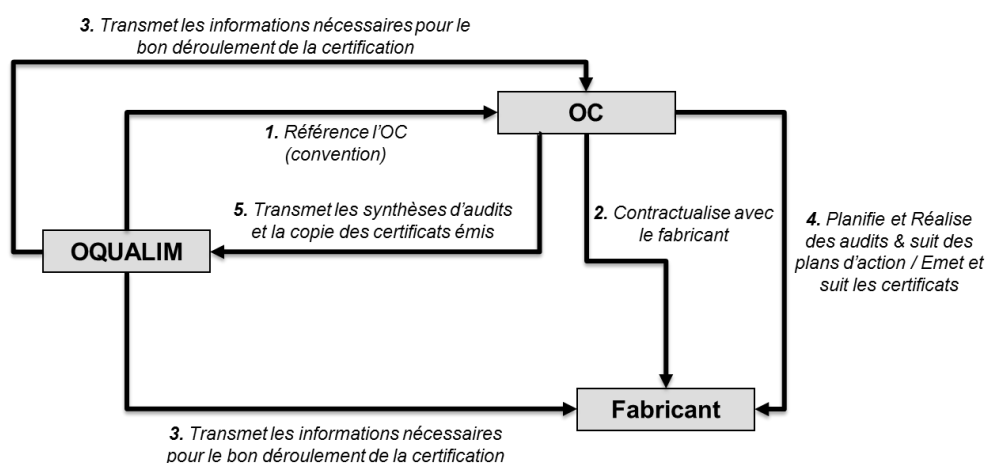 3. Transmet les informations nécessaires pour le
bon déroulement de la certification
OC
1. Référence l'OC
(convention)
5. Transmet les synthèses d'audits
et la copie des certificats émis
2. Contractualise avec
le fabricant
4. Planifie et Réalise
des audits & suit des
plans d'action / Emet et
suit les certificats
OQUALIM
Fabricant
3. Transmet les informations nécessaires
pour le bon déroulement de la certification